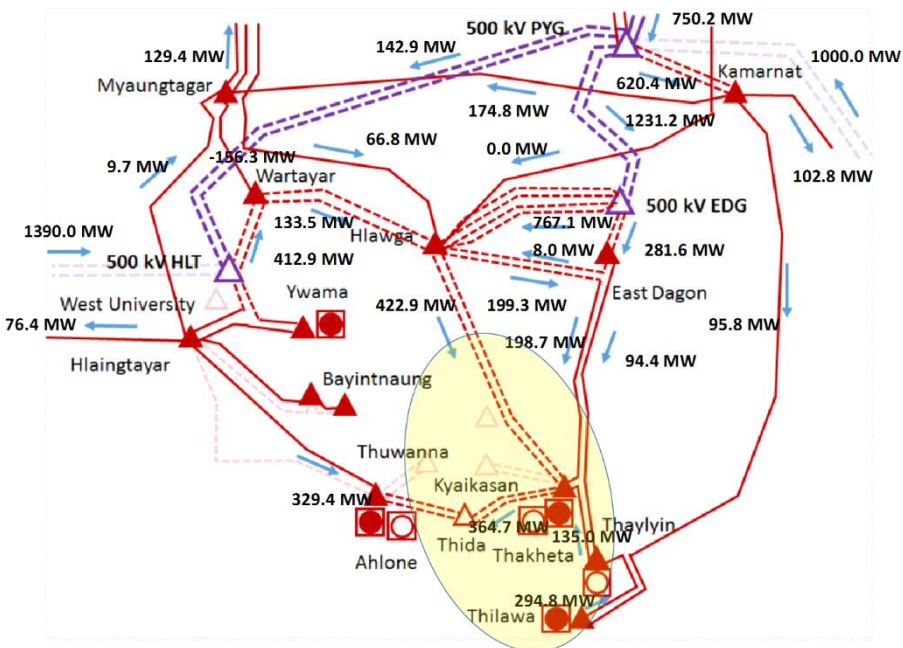 500 kV PYG
750.2 MW
142.9 MW
129.4 MW
1000.0 MW
Kamarnat
Myaungtagar
620.4 MW
174.8 MW
1231.2 MW
66.8 MW
0.0 MW
9.7 MW
-156.3 MW
102.8 MW
Wartayar
500 kV EDG
133.5 MW
767.1 MW
1390.0 MW
Hlawga
8.0 MW
281.6 MW
500 kV HLT
412.9 MW
East Dagon
Ywama
West University
422.9 MW
199.3 MW
76.4 MW
95.8 MW
198.7 MW
94.4 MW
Hlaingtayar
Bayintnaung
Thuwanna
Kyaikasan
329.4 MW
364.7 MW
Thaylyin
135.0 MW
Thida
Thakheta
Ahlone
294.8 MW
Thilawa